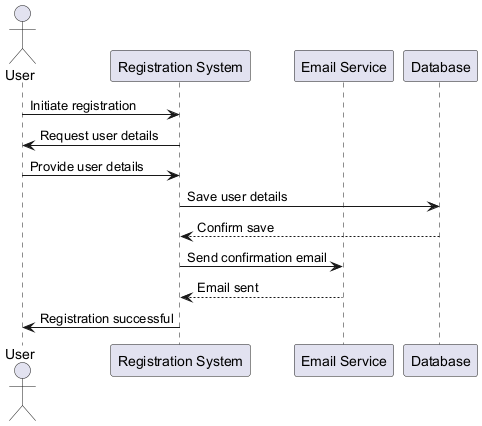 User
Registration System
Email Service
Database
Initiate registration
Request user details
Provide user details
Save user details
Confirm save
Send confirmation email
Email sent
Registration successful
User
Registration System
Email Service
Database